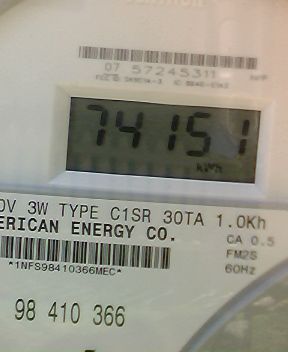 07 57245311
74151
kWh
0V 3W TYPE C1SR 30TA 1.0Kh
ERICAN ENERGY CO.
CA 0.5
FM2S
60Hz
*1NFS98410366MEC*
98 410 366